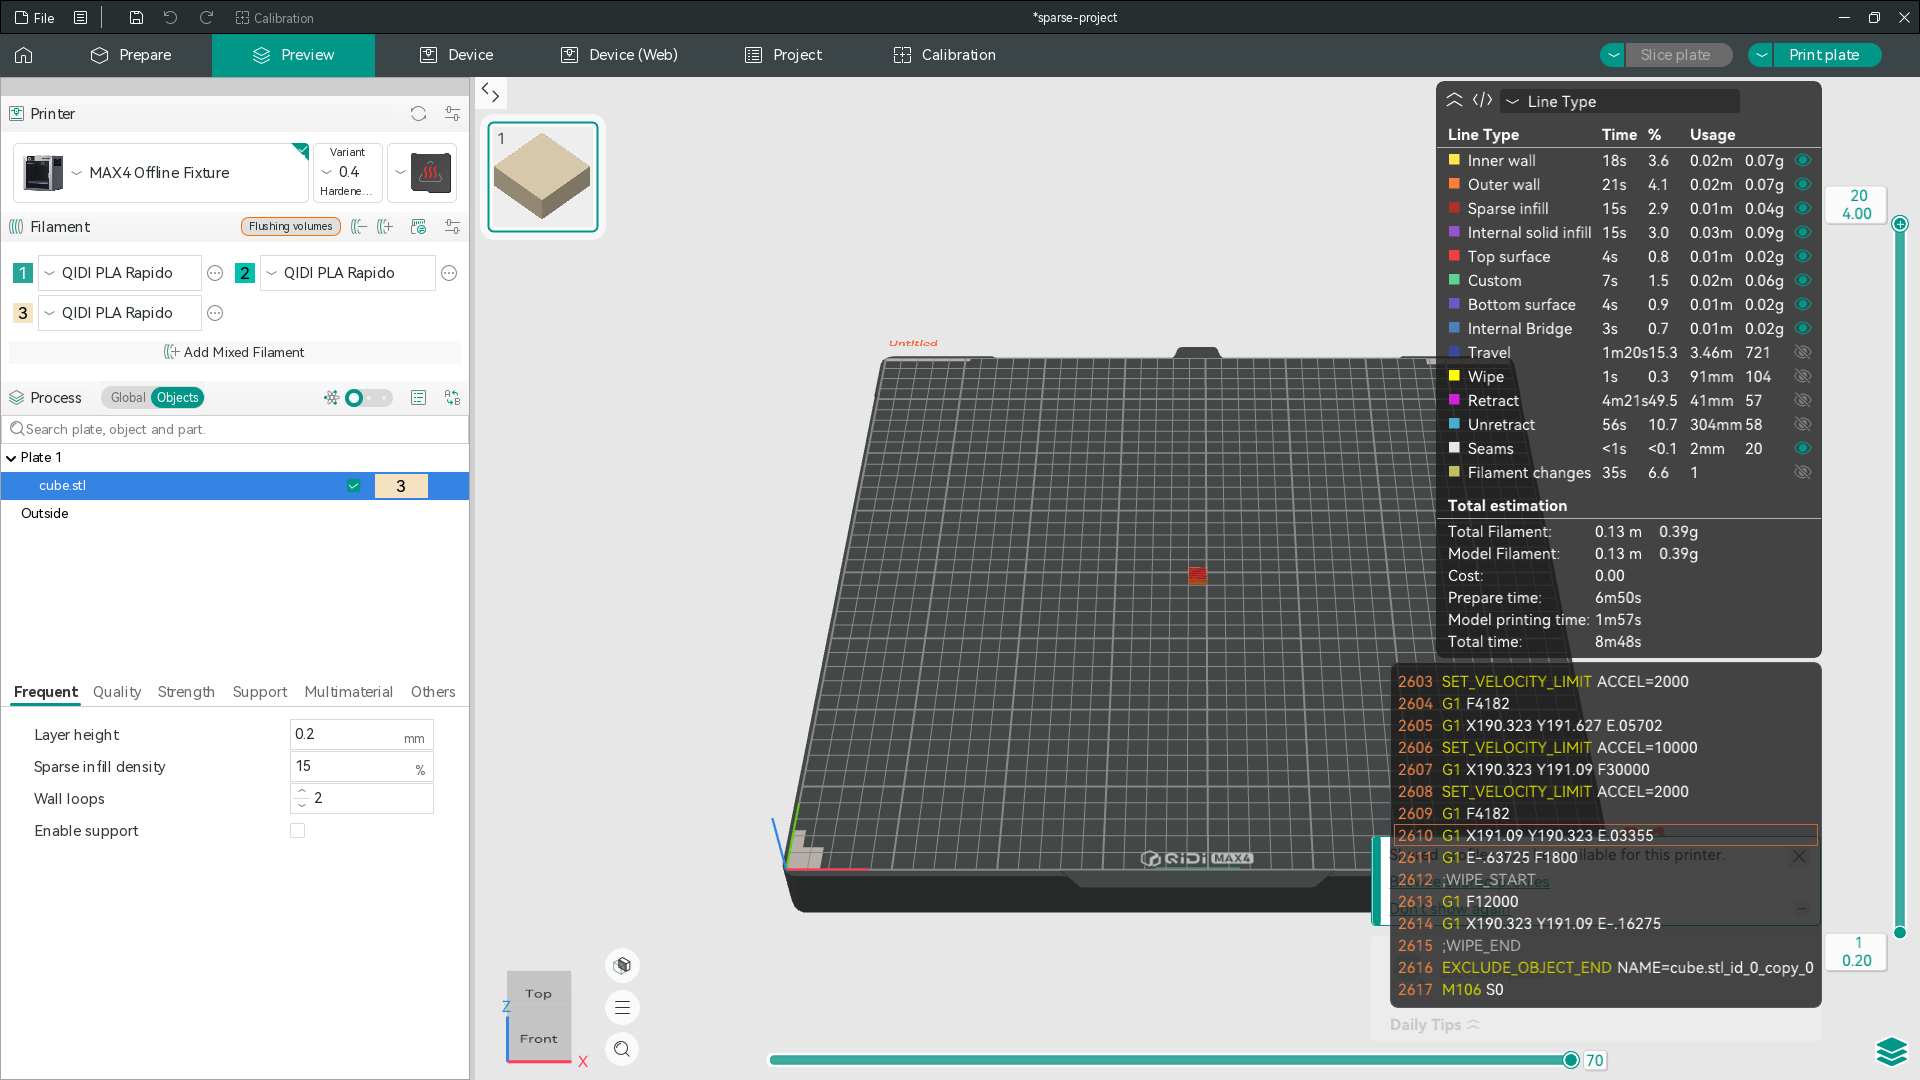 File
Calibration
*sparse-project
Prepare
Preview
Device
Device (Web)
Project
Calibration
Slice plate
Print plate
Printer
MAX4 Offline Fixture
Variant
0.4
Hardene...
Filament
Flushing volumes
1 QIDI PLA Rapido
2 QIDI PLA Rapido
3 QIDI PLA Rapido
Add Mixed Filament
Process
Global Objects
Search plate, object and part.
Plate 1
cube.stl 3
Outside
Frequent Quality Strength Support Multimaterial Others
Layer height 0.2 mm
Sparse infill density 15 %
Wall loops 2
Enable support
1
Untitled
QIDI MAX4
Line Type
Line Type Time % Usage
Inner wall 18s 3.6 0.02m 0.07g
Outer wall 21s 4.1 0.02m 0.07g
Sparse infill 15s 2.9 0.01m 0.04g
Internal solid infill 15s 3.0 0.03m 0.09g
Top surface 4s 0.8 0.01m 0.02g
Custom 7s 1.5 0.02m 0.06g
Bottom surface 4s 0.9 0.01m 0.02g
Internal Bridge 3s 0.7 0.01m 0.02g
Travel 1m20s 15.3 3.46m 721
Wipe 1s 0.3 91mm 104
Retract 4m21s 49.5 41mm 57
Unretract 56s 10.7 304mm 58
Seams <1s <0.1 2mm 20
Filament changes 35s 6.6 1
Total estimation
Total Filament: 0.13 m 0.39g
Model Filament: 0.13 m 0.39g
Cost: 0.00
Prepare time: 6m50s
Model printing time: 1m57s
Total time: 8m48s
2603 SET_VELOCITY_LIMIT ACCEL=2000
2604 G1 F4182
2605 G1 X190.323 Y191.627 E.05702
2606 SET_VELOCITY_LIMIT ACCEL=10000
2607 G1 X190.323 Y191.09 F30000
2608 SET_VELOCITY_LIMIT ACCEL=2000
2609 G1 F4182
2610 G1 X191.09 Y190.323 E.03355
2611 G1 E-.63725 F1800
2612 ;WIPE_START
2613 G1 F12000
2614 G1 X190.323 Y191.09 E-.16275
2615 ;WIPE_END
2616 EXCLUDE_OBJECT_END NAME=cube.stl_id_0_copy_0
2617 M106 S0
for this printer.
Daily Tips
20
4.00
1
0.20
70
Top
Front
Z
X